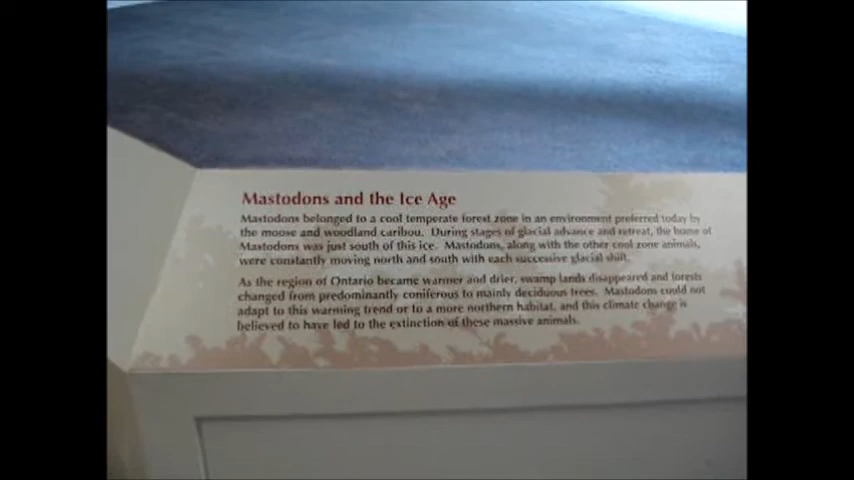 Mastodons and the Ice Age
Mastodons belonged to a cool temperate forest zone in an environment preferred today by
the moose and woodland caribou. During stages of glacial advance and retreat, the home of
Mastodons was just south of this ice. Mastodons, along with the other cool zone animals,
were constantly moving north and south with each successive glacial shift.
As the region of Ontario became warmer and drier, swamp lands disappeared and forests
changed from predominantly coniferous to mainly deciduous trees. Mastodons could not
adapt to this warming trend or to a more northern habitat, and this climate change is
believed to have led to the extinction of these massive animals.